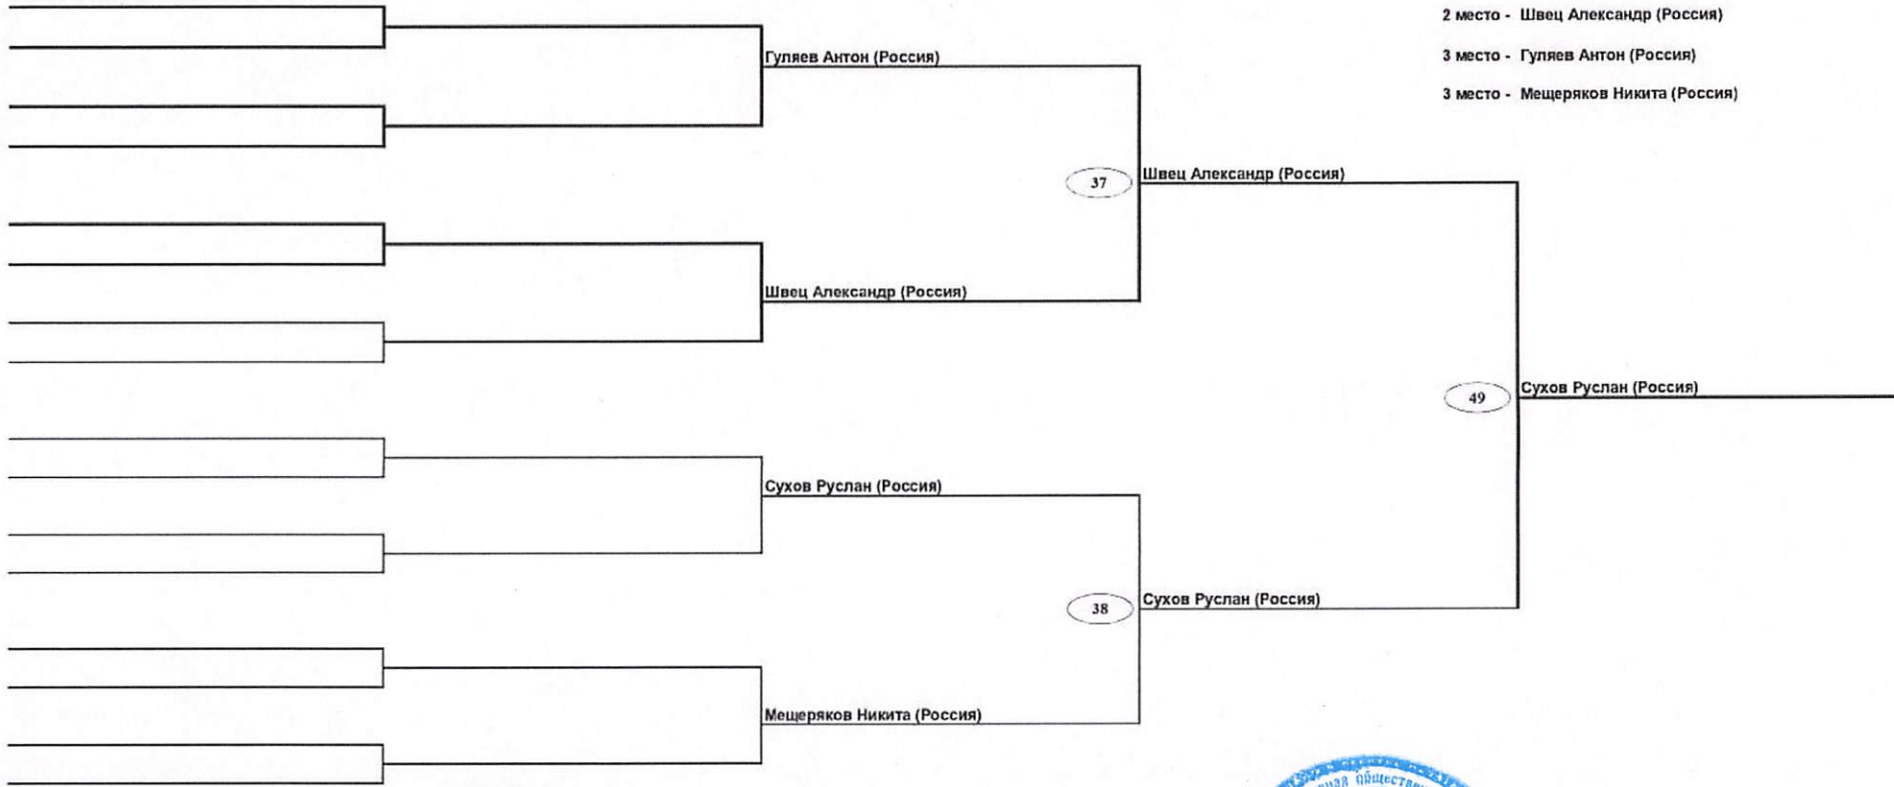 2 место - Швец Александр (Россия)
3 место - Гуляев Антон (Россия)
3 место - Мещеряков Никита (Россия)
Гуляев Антон (Россия)
37
Швец Александр (Россия)
Швец Александр (Россия)
49
Сухов Руслан (Россия)
Сухов Руслан (Россия)
38
Сухов Руслан (Россия)
Мещеряков Никита (Россия)